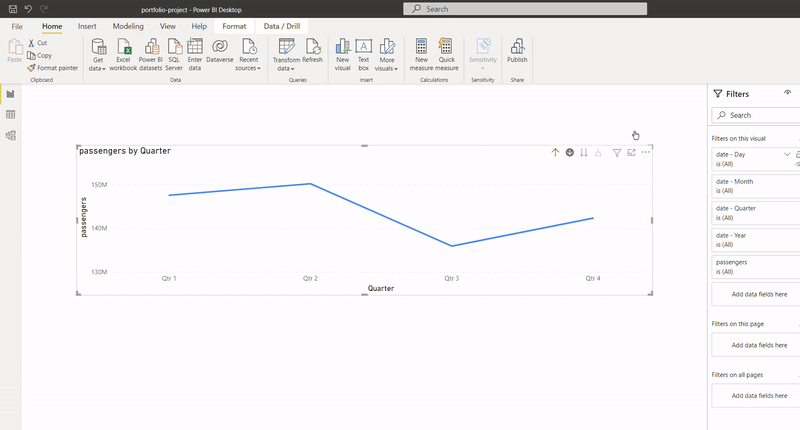 portfolio-project - Power BI Desktop
Search
File Home Insert Modeling View Help Format Data / Drill
Paste
Cut
Copy
Format painter
Clipboard
Get data
Excel workbook
Power BI datasets
SQL Server
Enter data
Dataverse
Recent sources
Data
Transform data
Refresh
Queries
New visual
Text box
More visuals
Insert
New measure
Quick measure
Calculations
Sensitivity
Sensitivity
Publish
Share
passengers by Quarter
passengers
150M
140M
130M
Qtr 1 Qtr 2 Qtr 3 Qtr 4
Quarter
Filters
Search
Filters on this visual
date - Day
is (All)
date - Month
is (All)
date - Quarter
is (All)
date - Year
is (All)
passengers
is (All)
Add data fields here
Filters on this page
Add data fields here
Filters on all pages
Add data fields here